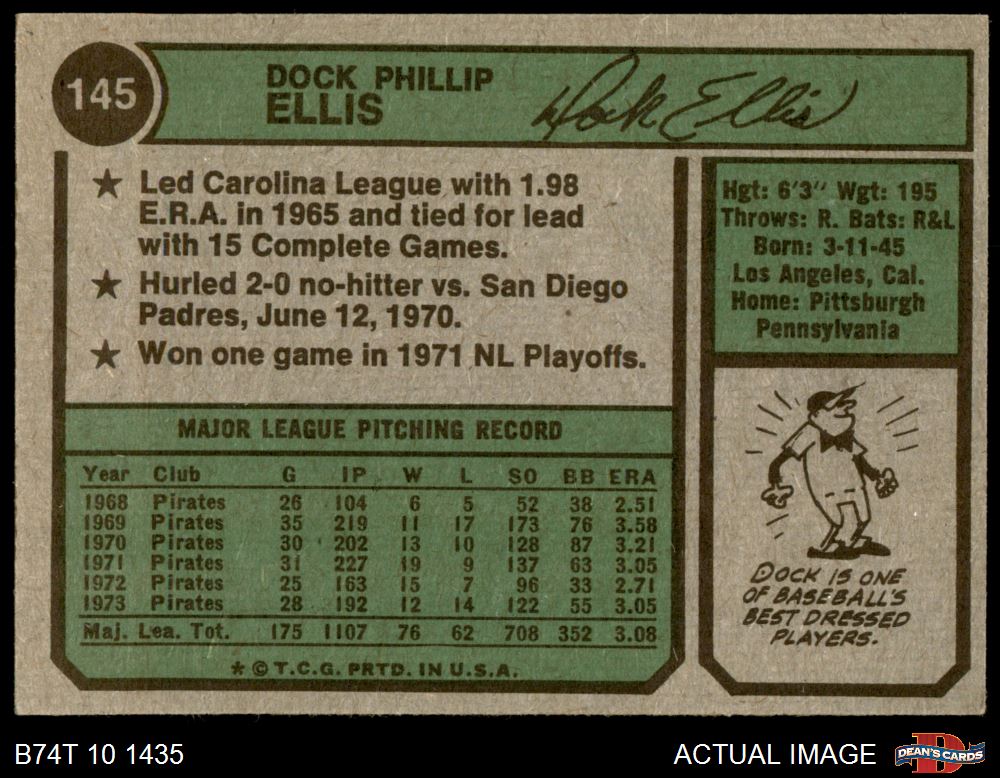 145
DOCK PHILLIP
ELLIS
Dock Ellis
★ Led Carolina League with 1.98
E.R.A. in 1965 and tied for lead
with 15 Complete Games.
★ Hurled 2-0 no-hitter vs. San Diego
Padres, June 12, 1970.
★ Won one game in 1971 NL Playoffs.
Hgt: 6'3" Wgt: 195
Throws: R. Bats: R&L
Born: 3-11-45
Los Angeles, Cal.
Home: Pittsburgh
Pennsylvania
MAJOR LEAGUE PITCHING RECORD
Year Club G IP W L SO BB ERA
1968 Pirates 26 104 6 5 52 38 2.51
1969 Pirates 35 219 11 17 173 76 3.58
1970 Pirates 30 202 13 10 128 87 3.21
1971 Pirates 31 227 19 9 137 63 3.05
1972 Pirates 25 163 15 7 96 33 2.71
1973 Pirates 28 192 12 14 122 55 3.05
Maj. Lea. Tot. 175 1107 76 62 708 352 3.08
* © T.C.G. PRTD. IN U.S.A.
DOCK IS ONE
OF BASEBALL'S
BEST DRESSED
PLAYERS.
B74T 10 1435
ACTUAL IMAGE
DEAN'S CARDS